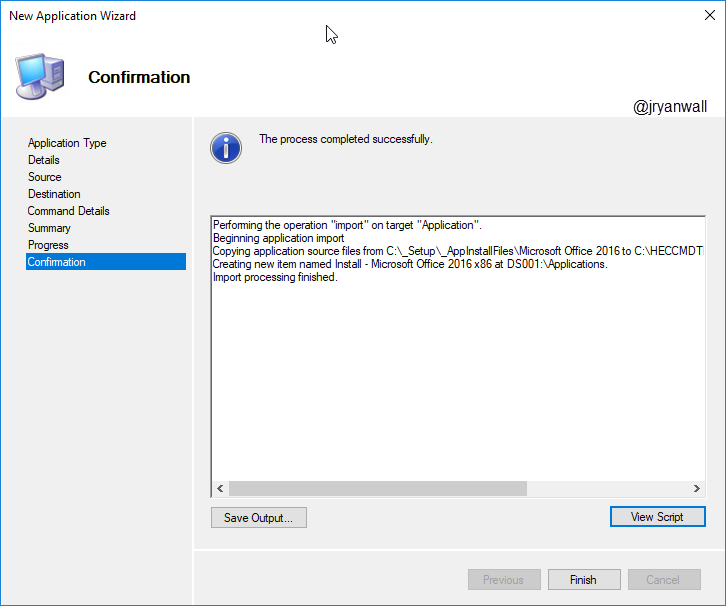 New Application Wizard
Confirmation
@jryanwall
Application Type
Details
Source
Destination
Command Details
Summary
Progress
Confirmation
The process completed successfully.
Performing the operation "import" on target "Application".
Beginning application import
Copying application source files from C:\_Setup\_AppInstallFiles\Microsoft Office 2016 to C:\HECCMDT
Creating new item named Install - Microsoft Office 2016 x86 at DS001:\Applications.
Import processing finished.
Save Output...
View Script
Previous
Finish
Cancel